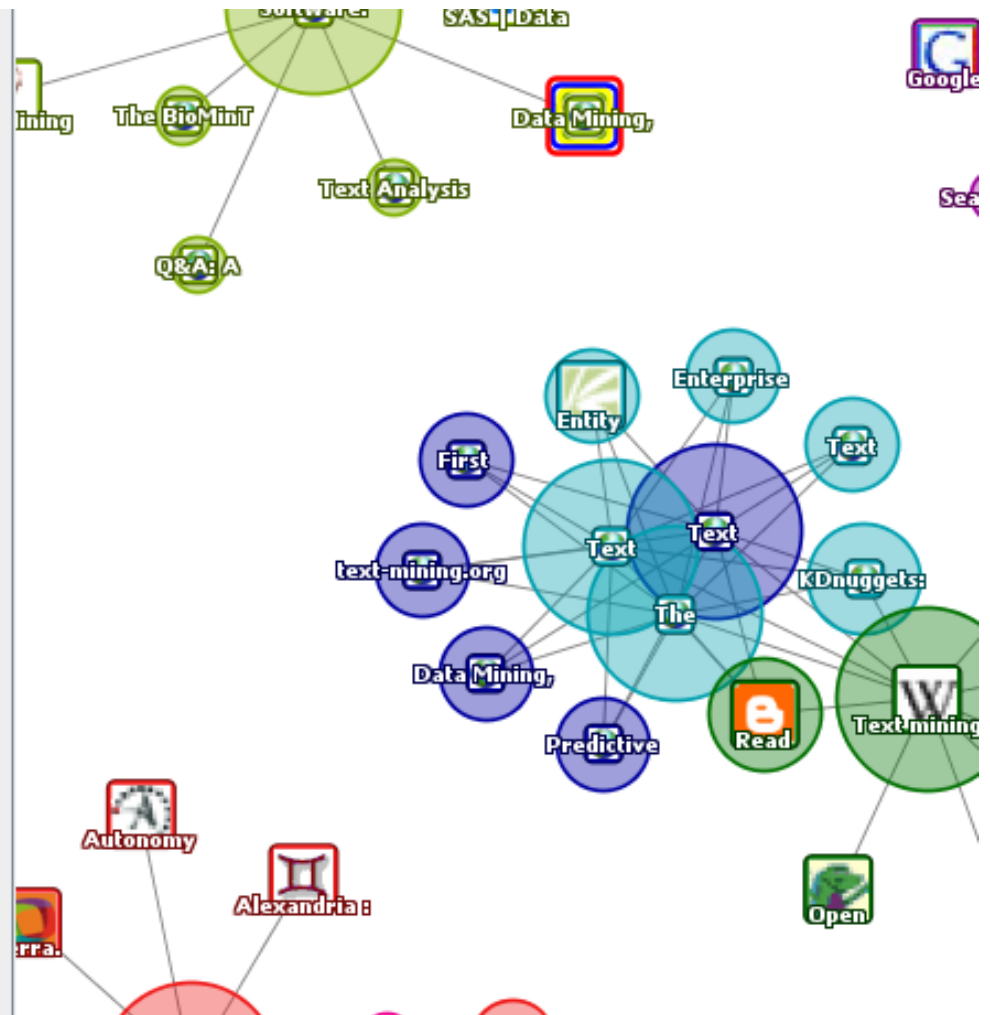 Software:
SAS | Data
Google
ining
The BioMinT
Data Mining,
Text Analysis
Sea
Q&A: A
Enterprise
Entity
Text
First
Text
Text
text-mining.org
KDnuggets:
The
Data Mining,
Text mining
Read
Predictive
Autonomy
Alexandria :
Open
erra.